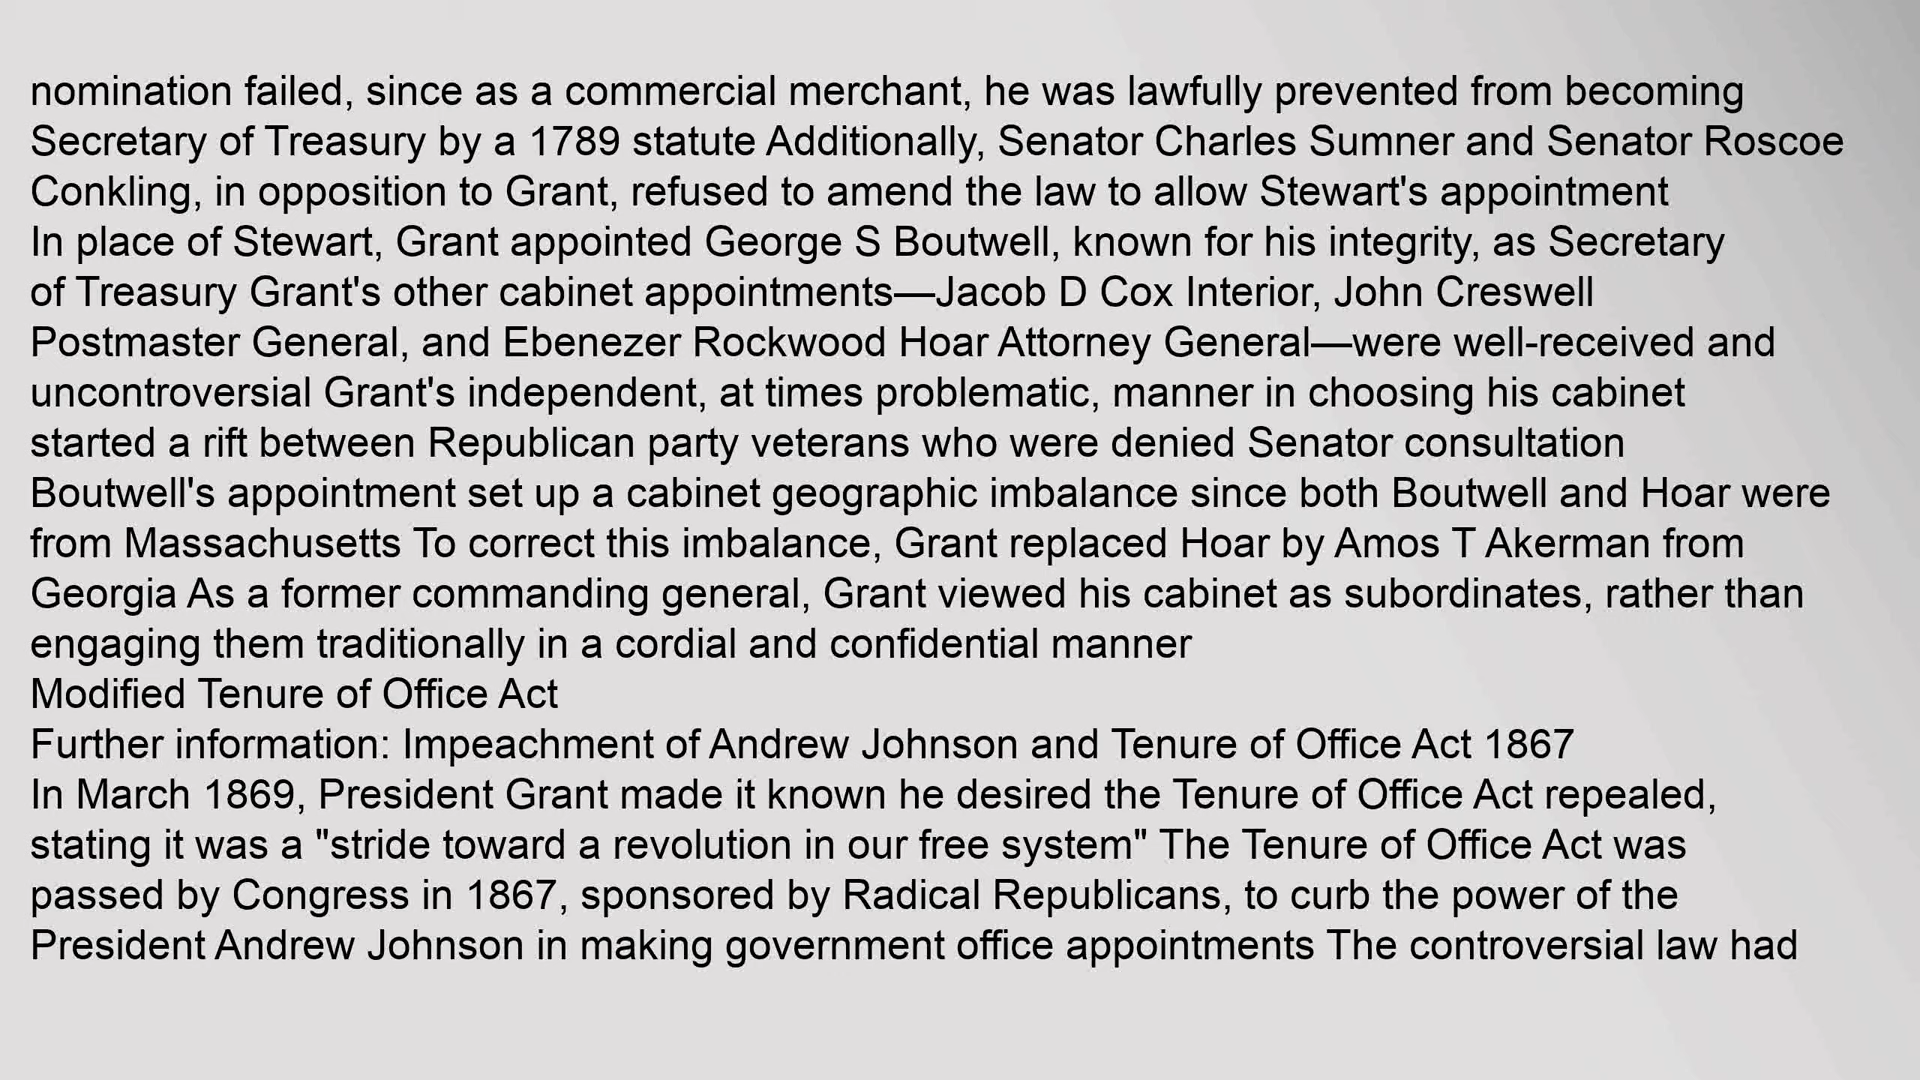 nomination failed, since as a commercial merchant, he was lawfully prevented from becoming
Secretary of Treasury by a 1789 statute Additionally, Senator Charles Sumner and Senator Roscoe
Conkling, in opposition to Grant, refused to amend the law to allow Stewart's appointment
In place of Stewart, Grant appointed George S Boutwell, known for his integrity, as Secretary
of Treasury Grant's other cabinet appointments—Jacob D Cox Interior, John Creswell
Postmaster General, and Ebenezer Rockwood Hoar Attorney General—were well-received and
uncontroversial Grant's independent, at times problematic, manner in choosing his cabinet
started a rift between Republican party veterans who were denied Senator consultation
Boutwell's appointment set up a cabinet geographic imbalance since both Boutwell and Hoar were
from Massachusetts To correct this imbalance, Grant replaced Hoar by Amos T Akerman from
Georgia As a former commanding general, Grant viewed his cabinet as subordinates, rather than
engaging them traditionally in a cordial and confidential manner
Modified Tenure of Office Act
Further information: Impeachment of Andrew Johnson and Tenure of Office Act 1867
In March 1869, President Grant made it known he desired the Tenure of Office Act repealed,
stating it was a "stride toward a revolution in our free system" The Tenure of Office Act was
passed by Congress in 1867, sponsored by Radical Republicans, to curb the power of the
President Andrew Johnson in making government office appointments The controversial law had